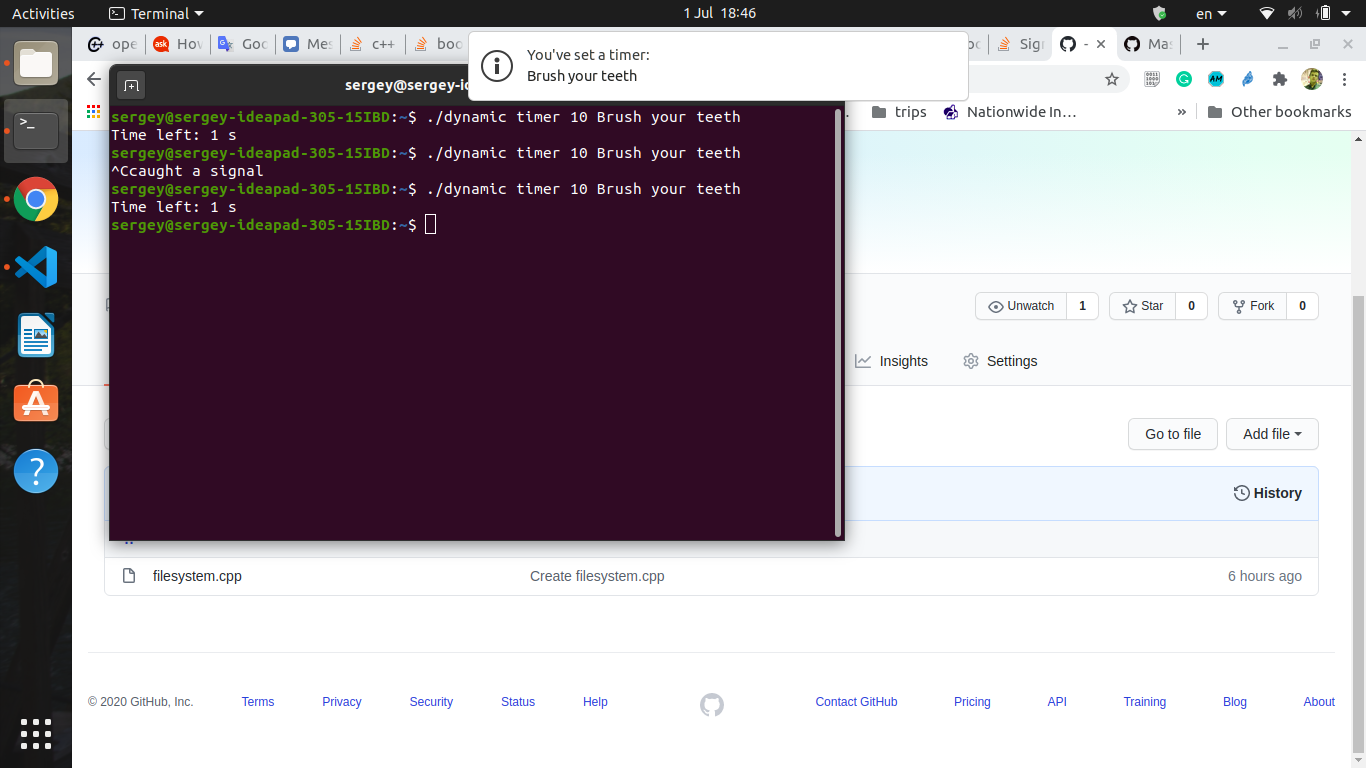 Activities
Terminal
1 Jul 18:46
en
ope
Hov
Goc
Mes
c++
boo
Sig
-
Mas
You've set a timer:
Brush your teeth
sergey@sergey-id
trips
Nationwide In…
»
Other bookmarks
sergey@sergey-ideapad-305-15IBD:~$ ./dynamic timer 10 Brush your teeth
Time left: 1 s
sergey@sergey-ideapad-305-15IBD:~$ ./dynamic timer 10 Brush your teeth
^Ccaught a signal
sergey@sergey-ideapad-305-15IBD:~$ ./dynamic timer 10 Brush your teeth
Time left: 1 s
sergey@sergey-ideapad-305-15IBD:~$
Unwatch 1
Star 0
Fork 0
Insights
Settings
Go to file
Add file
History
..
filesystem.cpp
Create filesystem.cpp
6 hours ago
© 2020 GitHub, Inc.
Terms
Privacy
Security
Status
Help
Contact GitHub
Pricing
API
Training
Blog
About